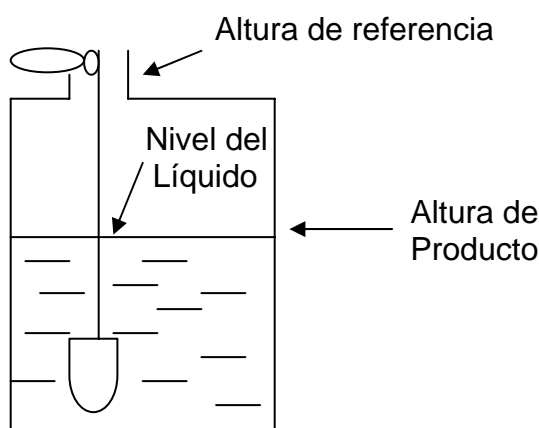 Altura de referencia
Nivel del
Líquido
Altura de
Producto